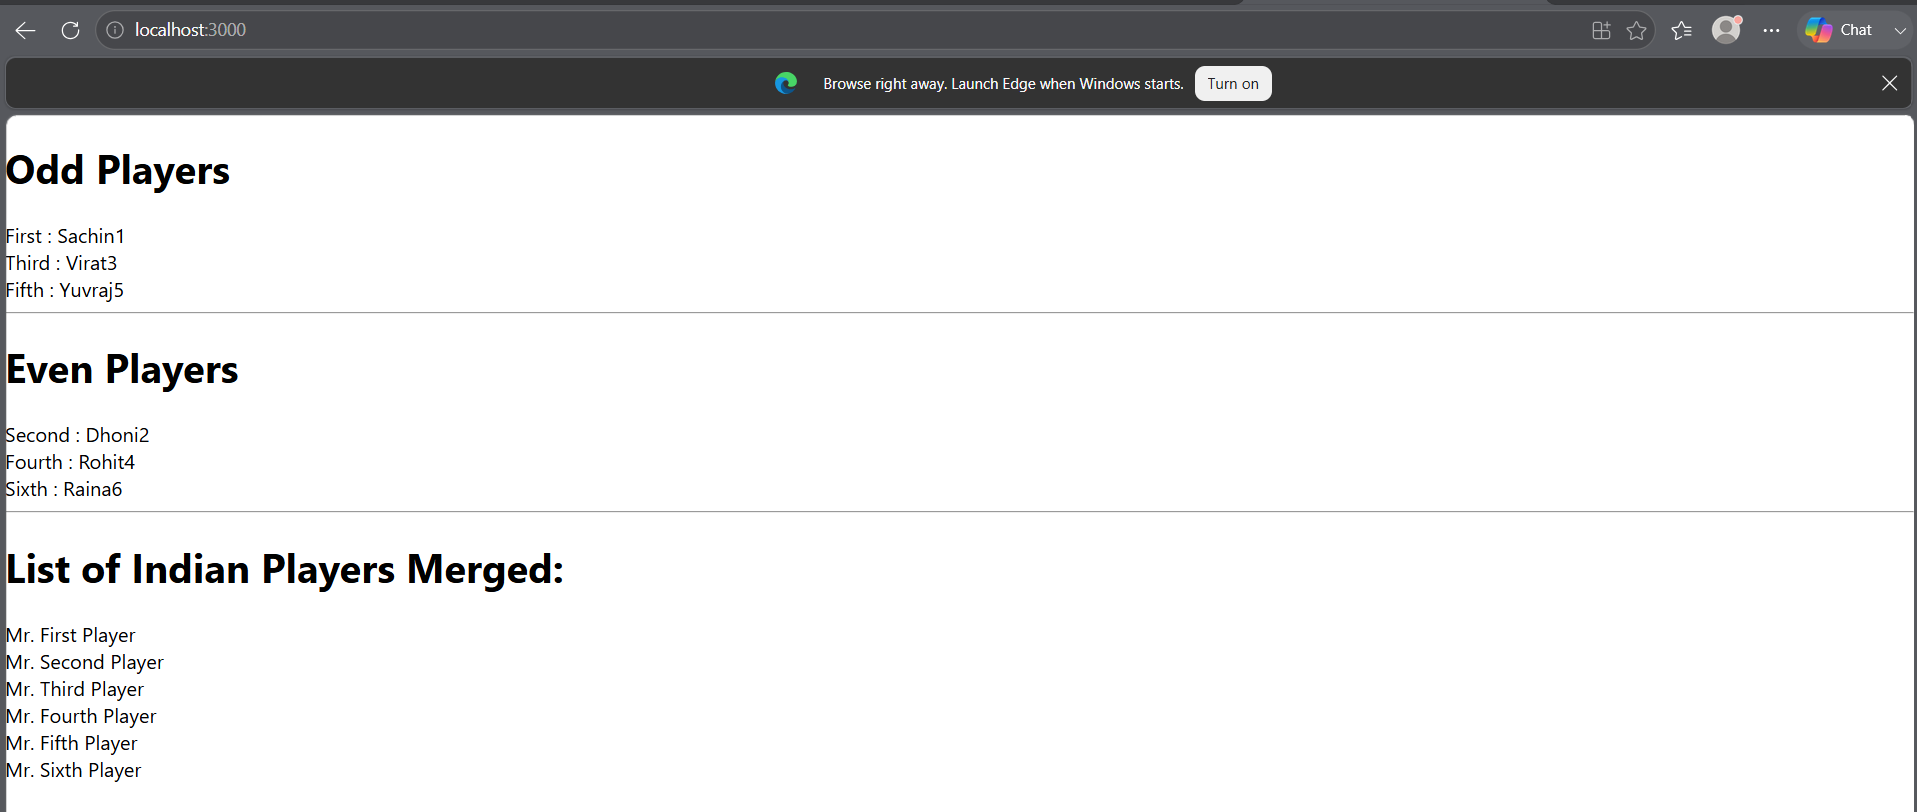 localhost:3000
Chat
Browse right away. Launch Edge when Windows starts. Turn on
Odd Players
First : Sachin1
Third : Virat3
Fifth : Yuvraj5
Even Players
Second : Dhoni2
Fourth : Rohit4
Sixth : Raina6
List of Indian Players Merged:
Mr. First Player
Mr. Second Player
Mr. Third Player
Mr. Fourth Player
Mr. Fifth Player
Mr. Sixth Player